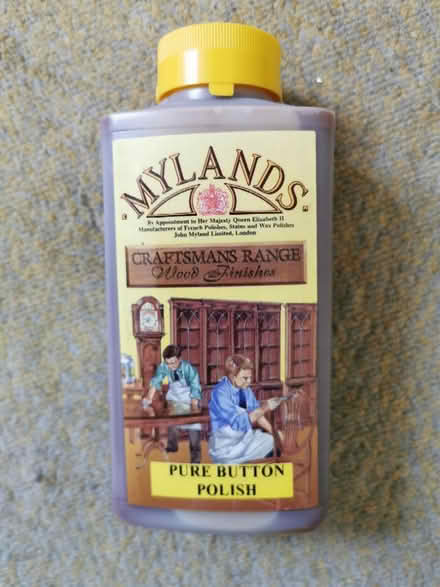 MYLANDS
By Appointment to Her Majesty Queen Elizabeth II
Manufacturers of French Polishes, Stains and Wax Polishes
John Myland Limited, London
CRAFTSMANS RANGE
Wood Finishes
PURE BUTTON
POLISH